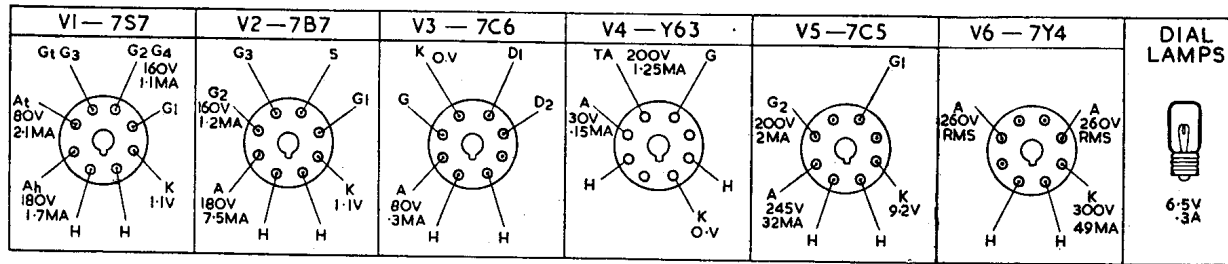 V1 — 7S7
Gt G3
G2 G4
160V
1·1MA
At
80V
2·1MA
G1
Ah
180V
1·7MA
K
1·1V
H
H
V2 — 7B7
G3
S
G2
160V
1·2MA
G1
A
180V
7·5MA
K
1·1V
H
H
V3 — 7C6
K
O.V
D1
G
D2
A
80V
·3MA
H
H
V4 — Y63
TA
200V
1·25MA
G
A
30V
·15MA
H
H
K
O·V
V5 — 7C5
G1
G2
200V
2MA
A
245V
32MA
K
9·2V
H
H
V6 — 7Y4
A
260V
RMS
A
260V
RMS
K
300V
49MA
H
H
DIAL
LAMPS
6·5V
·3A